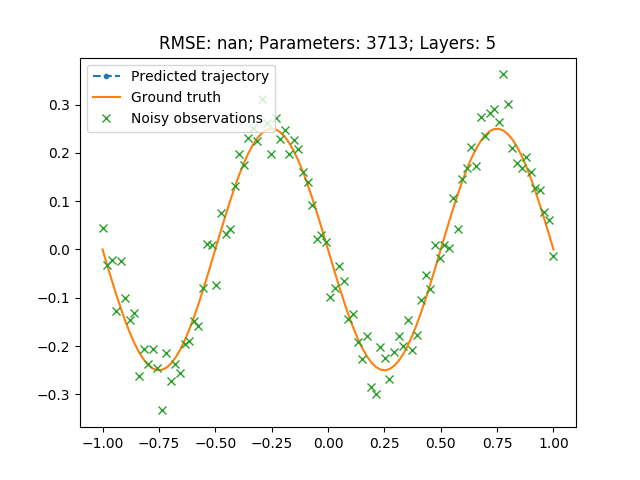 RMSE: nan; Parameters: 3713; Layers: 5
Predicted trajectory
Ground truth
Noisy observations
0.3
0.2
0.1
0.0
−0.1
−0.2
−0.3
−1.00 −0.75 −0.50 −0.25 0.00 0.25 0.50 0.75 1.00